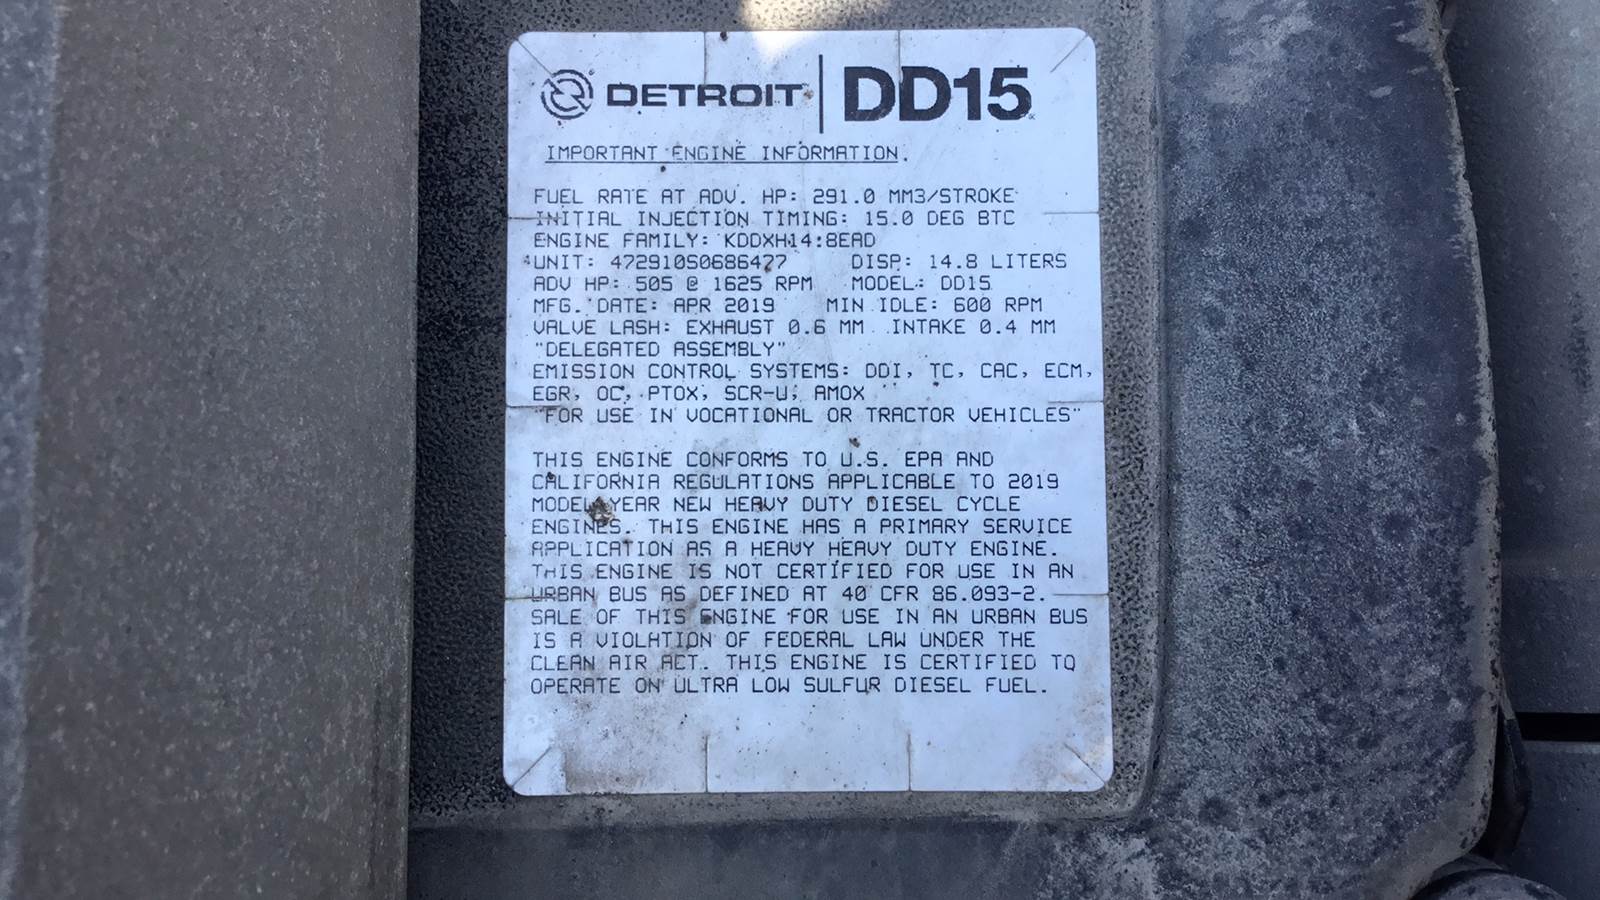 DETROIT DD15
IMPORTANT ENGINE INFORMATION
FUEL RATE AT ADV. HP: 291.0 MM3/STROKE
INITIAL INJECTION TIMING: 15.0 DEG BTC
ENGINE FAMILY: KDDXH14.8EAD
UNIT: 472910S0686477 DISP: 14.8 LITERS
ADV HP: 505 @ 1625 RPM MODEL: DD15
MFG. DATE: APR 2019 MIN IDLE: 600 RPM
VALVE LASH: EXHAUST 0.6 MM INTAKE 0.4 MM
"DELEGATED ASSEMBLY"
EMISSION CONTROL SYSTEMS: DDI, TC, CAC, ECM,
EGR, OC, PTOX, SCR-U, AMOX
"FOR USE IN VOCATIONAL OR TRACTOR VEHICLES"
THIS ENGINE CONFORMS TO U.S. EPA AND
CALIFORNIA REGULATIONS APPLICABLE TO 2019
MODEL YEAR NEW HEAVY DUTY DIESEL CYCLE
ENGINES. THIS ENGINE HAS A PRIMARY SERVICE
APPLICATION AS A HEAVY HEAVY DUTY ENGINE.
THIS ENGINE IS NOT CERTIFIED FOR USE IN AN
URBAN BUS AS DEFINED AT 40 CFR 86.093-2.
SALE OF THIS ENGINE FOR USE IN AN URBAN BUS
IS A VIOLATION OF FEDERAL LAW UNDER THE
CLEAN AIR ACT. THIS ENGINE IS CERTIFIED TO
OPERATE ON ULTRA LOW SULFUR DIESEL FUEL.